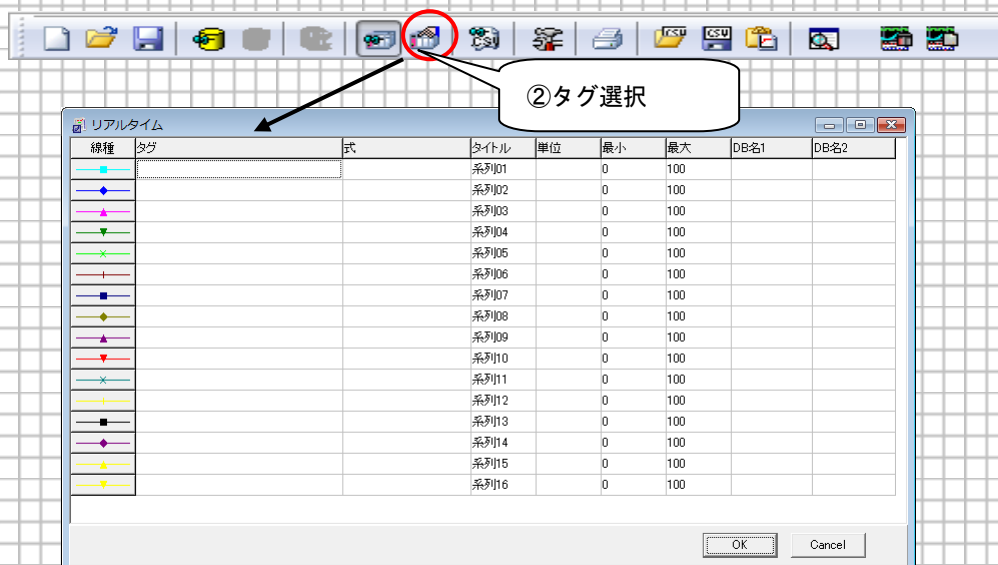 CSV
CSV
CSV
②タグ選択
リアルタイム
線種 タグ 式 タイトル 単位 最小 最大 DB名1 DB名2
系列01 0 100
系列02 0 100
系列03 0 100
系列04 0 100
系列05 0 100
系列06 0 100
系列07 0 100
系列08 0 100
系列09 0 100
系列10 0 100
系列11 0 100
系列12 0 100
系列13 0 100
系列14 0 100
系列15 0 100
系列16 0 100
OK Cancel